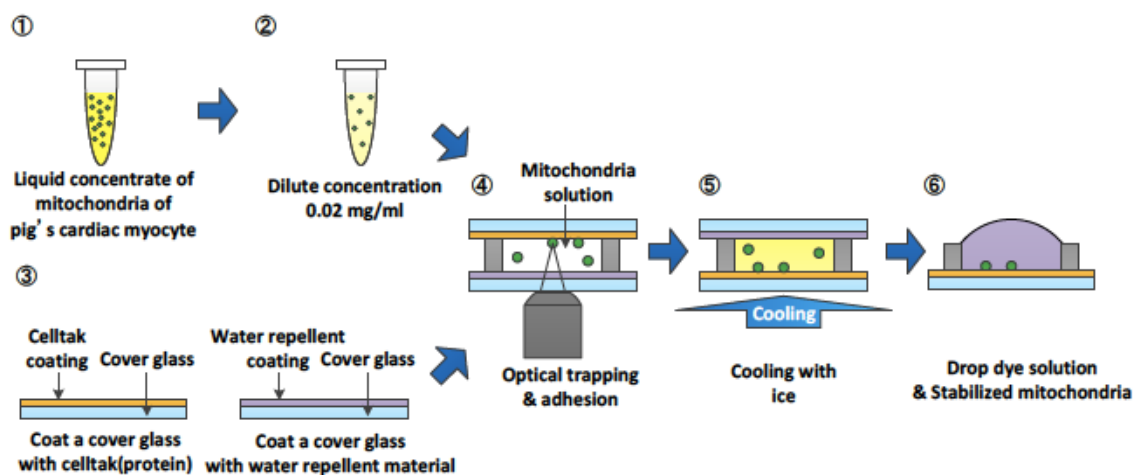 ①
Liquid concentrate of
mitochondria of
pig's cardiac myocyte
②
Dilute concentration
0.02 mg/ml
③
Celltak
coating
Cover glass
Coat a cover glass
with celltak(protein)
Water repellent
coating
Cover glass
Coat a cover glass
with water repellent material
④
Mitochondria
solution
Optical trapping
& adhesion
⑤
Cooling
Cooling with
ice
⑥
Drop dye solution
& Stabilized mitochondria